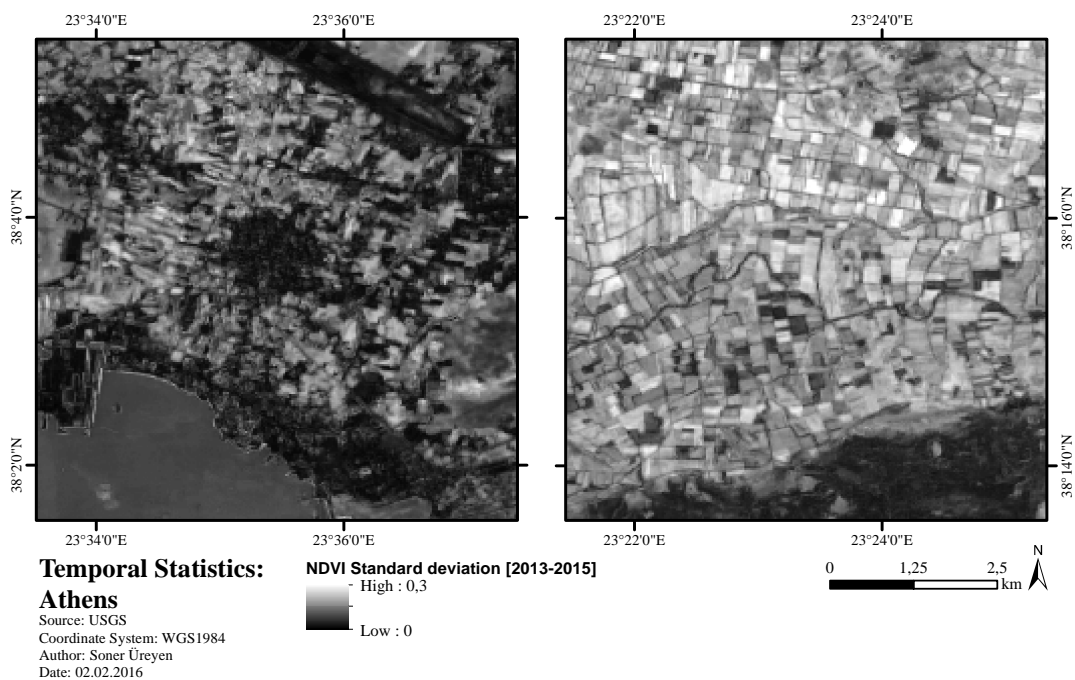 23°34'0"E 23°36'0"E 23°22'0"E 23°24'0"E
38°4'0"N 38°16'0"N
38°2'0"N 38°14'0"N
23°34'0"E 23°36'0"E 23°22'0"E 23°24'0"E
Temporal Statistics:
Athens
Source: USGS
Coordinate System: WGS1984
Author: Soner Üreyen
Date: 02.02.2016
NDVI Standard deviation [2013-2015]
High : 0,3
Low : 0
0 1,25 2,5
km
N